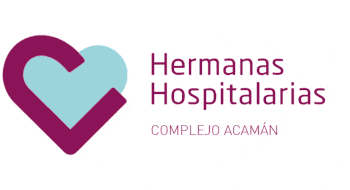 Hermanas
Hospitalarias
COMPLEJO ACAMÁN